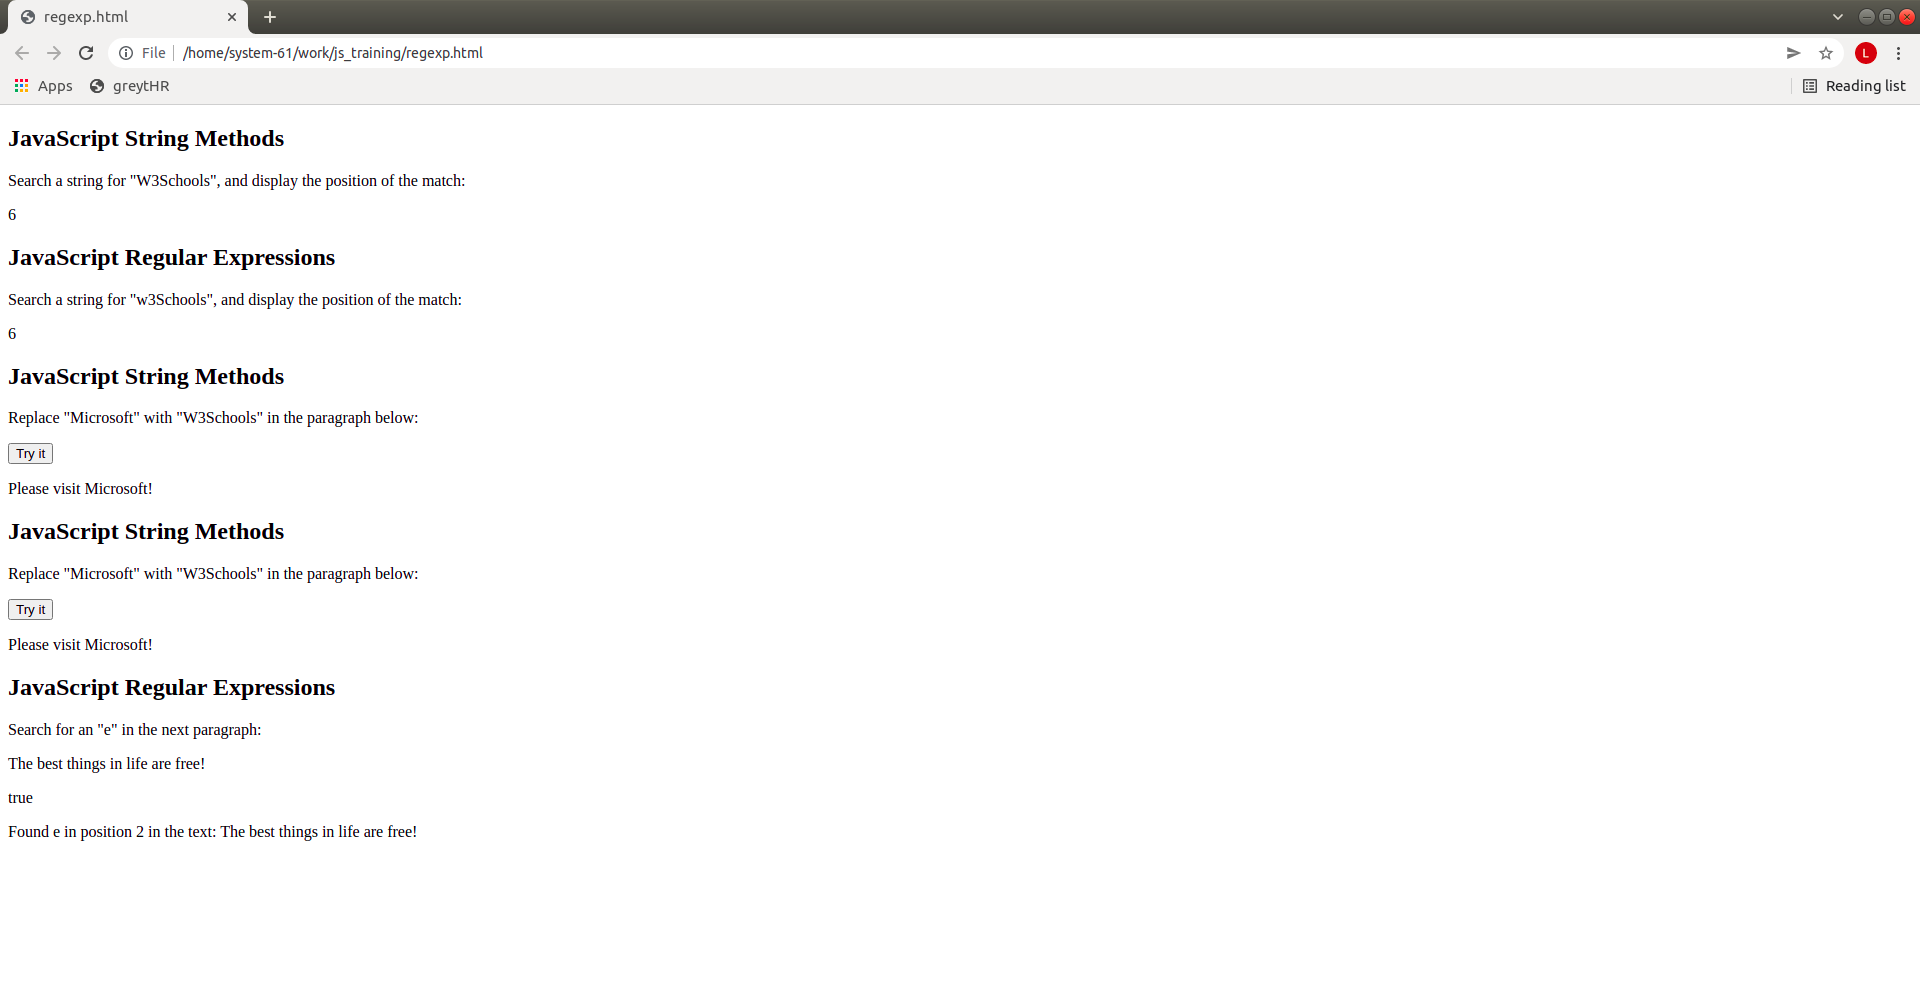 regexp.html
File /home/system-61/work/js_training/regexp.html L
Apps greytHR Reading list
JavaScript String Methods
Search a string for "W3Schools", and display the position of the match:
6
JavaScript Regular Expressions
Search a string for "w3Schools", and display the position of the match:
6
JavaScript String Methods
Replace "Microsoft" with "W3Schools" in the paragraph below:
Try it
Please visit Microsoft!
JavaScript String Methods
Replace "Microsoft" with "W3Schools" in the paragraph below:
Try it
Please visit Microsoft!
JavaScript Regular Expressions
Search for an "e" in the next paragraph:
The best things in life are free!
true
Found e in position 2 in the text: The best things in life are free!